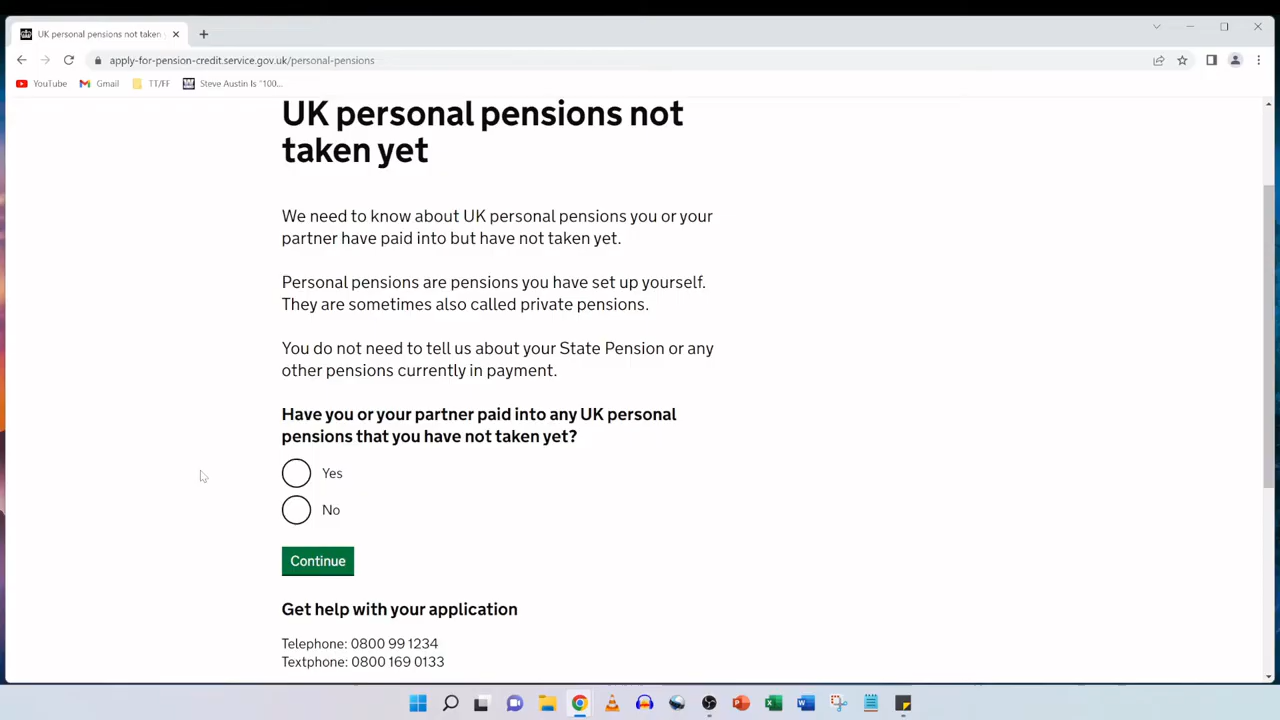 UK personal pensions not taken
apply-for-pension-credit.service.gov.uk/personal-pensions
YouTube
Gmail
TT/FF
Steve Austin Is "100...
UK personal pensions not
taken yet
We need to know about UK personal pensions you or your
partner have paid into but have not taken yet.
Personal pensions are pensions you have set up yourself.
They are sometimes also called private pensions.
You do not need to tell us about your State Pension or any
other pensions currently in payment.
Have you or your partner paid into any UK personal
pensions that you have not taken yet?
Yes
No
Continue
Get help with your application
Telephone: 0800 99 1234
Textphone: 0800 169 0133